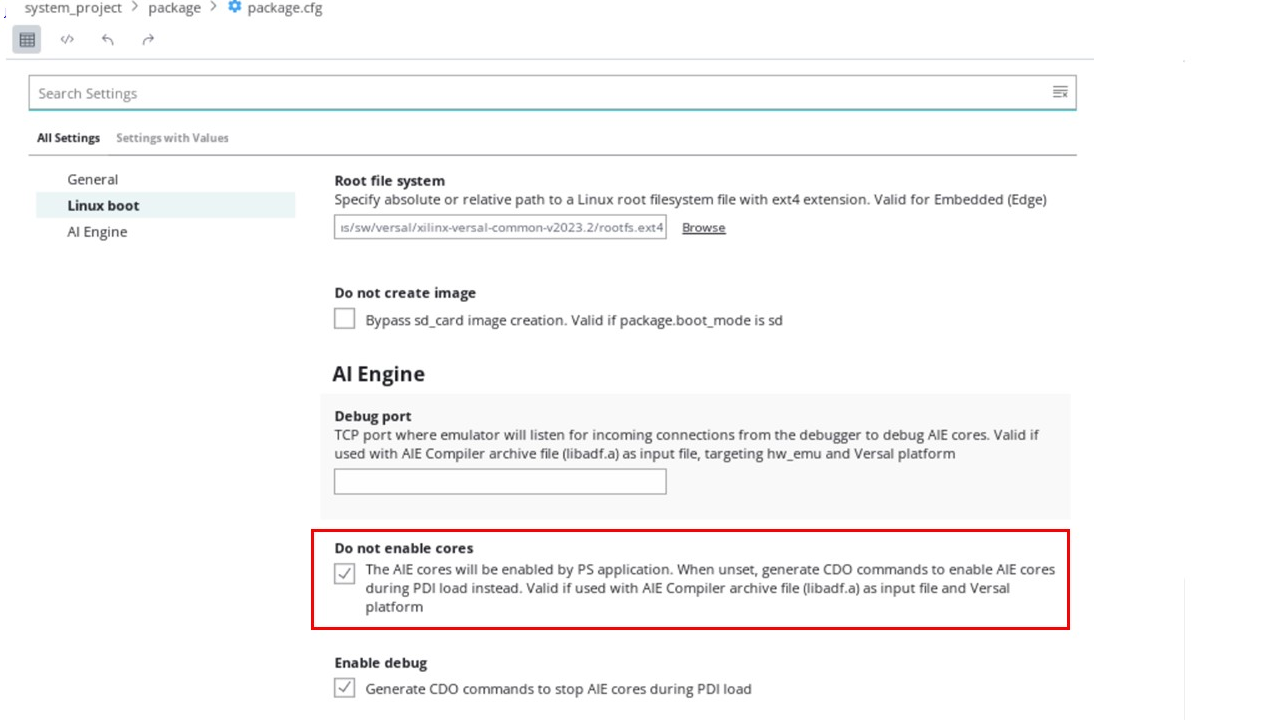 system_project > package > package.cfg
Search Settings
All Settings Settings with Values
General
Linux boot
AI Engine
Root file system
Specify absolute or relative path to a Linux root filesystem file with ext4 extension. Valid for Embedded (Edge)
ıs/sw/versal/xilinx-versal-common-v2023.2/rootfs.ext4 Browse
Do not create image
Bypass sd_card image creation. Valid if package.boot_mode is sd
AI Engine
Debug port
TCP port where emulator will listen for incoming connections from the debugger to debug AIE cores. Valid if
used with AIE Compiler archive file (libadf.a) as input file, targeting hw_emu and Versal platform
Do not enable cores
The AIE cores will be enabled by PS application. When unset, generate CDO commands to enable AIE cores
during PDI load instead. Valid if used with AIE Compiler archive file (libadf.a) as input file and Versal
platform
Enable debug
Generate CDO commands to stop AIE cores during PDI load